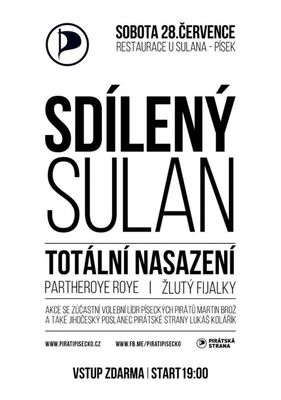 SOBOTA 28.ČERVENCE
RESTAURACE U SULANA - PÍSEK
SDÍLENÝ
SULAN
TOTÁLNÍ NASAZENÍ
PARTHEROYE ROYE | ŽLUTÝ FIJALKY
AKCE SE ZÚČASTNÍ VOLEBNÍ LÍDR PÍSECKÝCH PIRÁTŮ MARTIN BROŽ
A TAKÉ JIHOČESKÝ POSLANEC PIRÁTSKÉ STRANY LUKÁŠ KOLÁŘÍK
WWW.PIRATIPISECKO.CZ WWW.FB.ME/PIRATIPISECKO PIRÁTSKÁ
STRANA
VSTUP ZDARMA | START 19:00